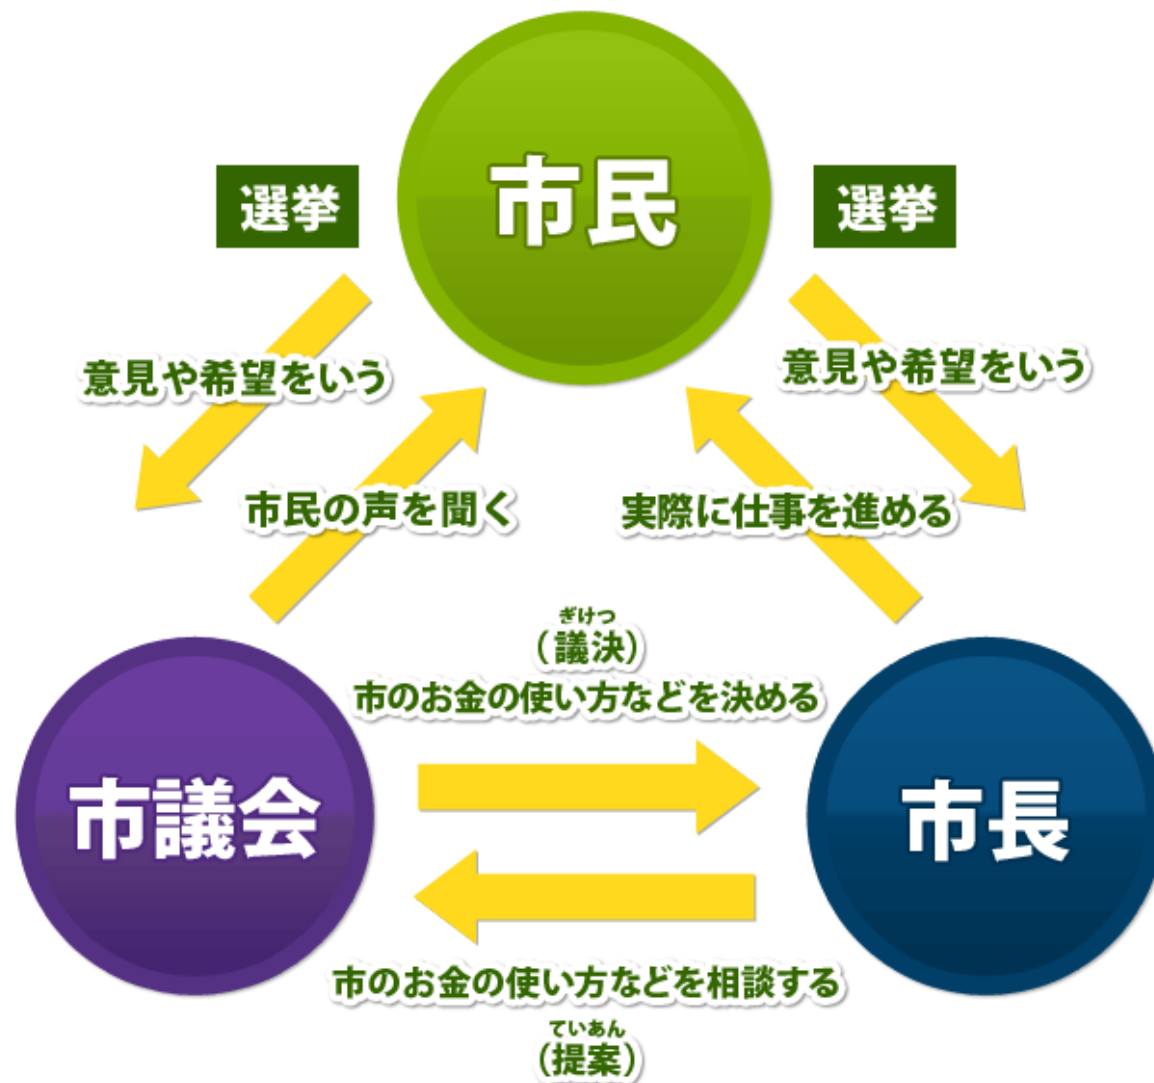 市民
選挙
選挙
意見や希望をいう
意見や希望をいう
市民の声を聞く
実際に仕事を進める
ぎけつ
（議決）
市のお金の使い方などを決める
市議会
市長
市のお金の使い方などを相談する
ていあん
（提案）